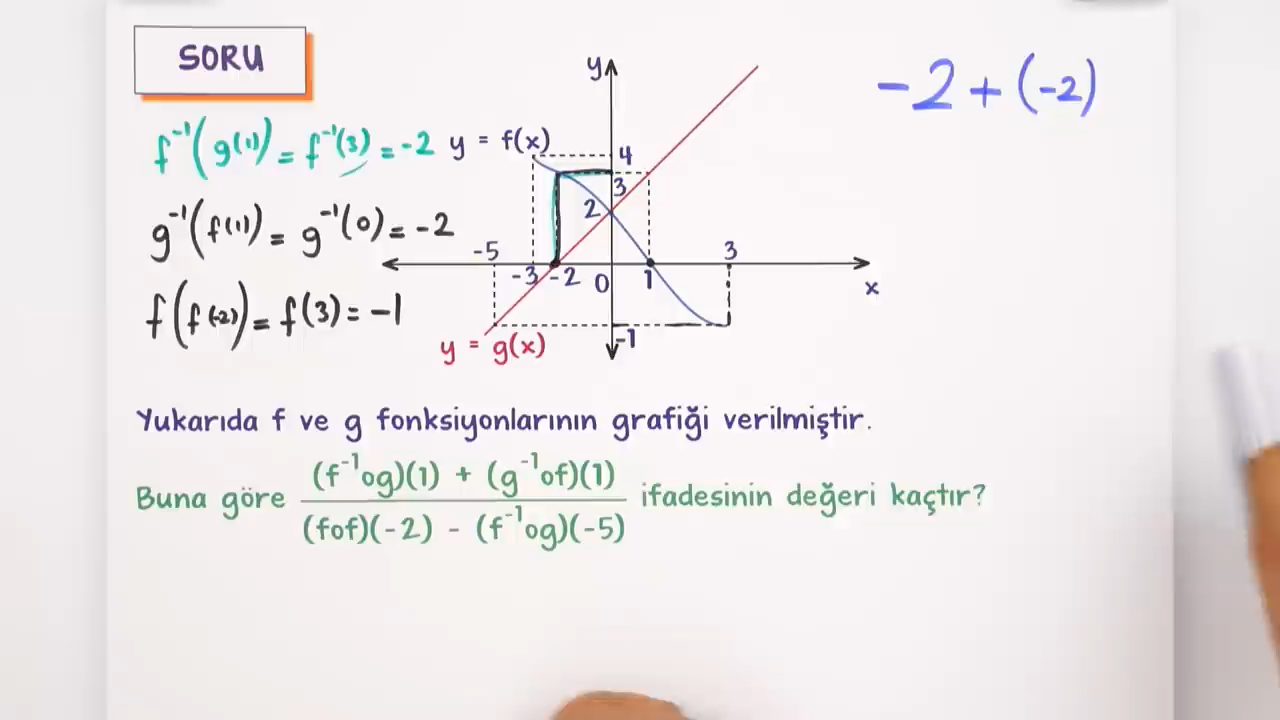 SORU
-2 + (-2)
f⁻¹(g(1)) = f⁻¹(3) = -2
g⁻¹(f(1)) = g⁻¹(0) = -2
f(f(-2)) = f(3) = -1
y
y = f(x)
4
3
2
-5
-3
-2
0
1
3
x
-1
y = g(x)
Yukarıda f ve g fonksiyonlarının grafiği verilmiştir.
(f⁻¹og)(1) + (g⁻¹of)(1)
Buna göre ifadesinin değeri kaçtır?
(fof)(-2) - (f⁻¹og)(-5)